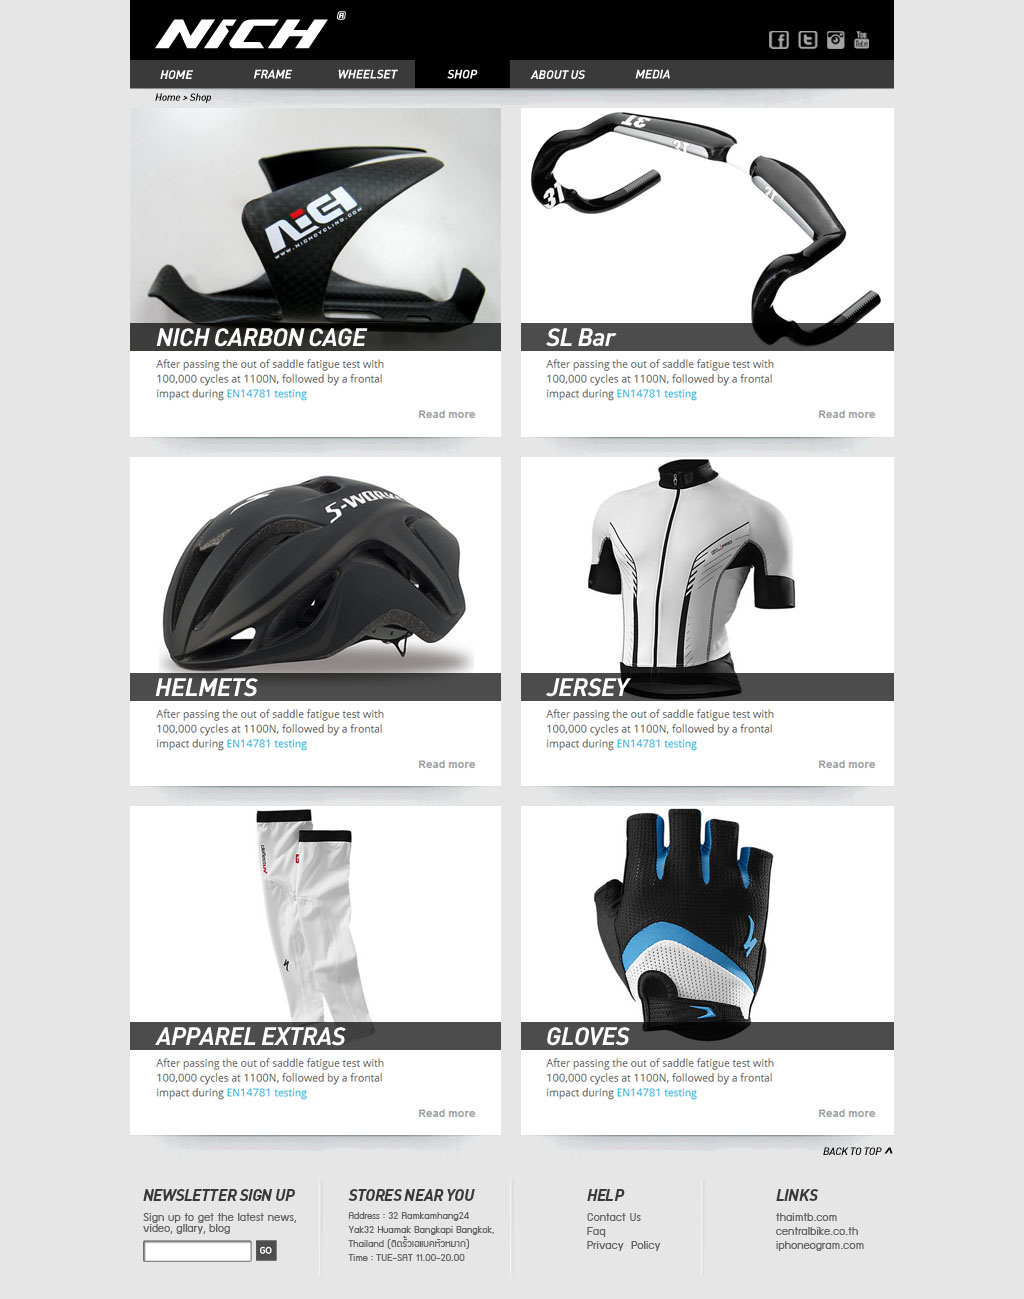 NiCH ®
HOME FRAME WHEELSET SHOP ABOUT US MEDIA
Home > Shop
NICH
WWW.NICHCYCLING.COM
3T
3T
3T
3T
NICH CARBON CAGE
After passing the out of saddle fatigue test with
100,000 cycles at 1100N, followed by a frontal
impact during EN14781 testing
Read more
SL Bar
After passing the out of saddle fatigue test with
100,000 cycles at 1100N, followed by a frontal
impact during EN14781 testing
Read more
S-WORKS
HELMETS
After passing the out of saddle fatigue test with
100,000 cycles at 1100N, followed by a frontal
impact during EN14781 testing
Read more
JERSEY
After passing the out of saddle fatigue test with
100,000 cycles at 1100N, followed by a frontal
impact during EN14781 testing
Read more
APPAREL EXTRAS
After passing the out of saddle fatigue test with
100,000 cycles at 1100N, followed by a frontal
impact during EN14781 testing
Read more
GLOVES
After passing the out of saddle fatigue test with
100,000 cycles at 1100N, followed by a frontal
impact during EN14781 testing
Read more
BACK TO TOP ^
NEWSLETTER SIGN UP
Sign up to get the latest news,
video, gllary, blog
GO
STORES NEAR YOU
Address : 32 Ramkamhang24
Yak32 Huamak Bangkapi Bangkok,
Thailand (ติดรั้วเอแบคหัวหมาก)
Time : TUE-SAT 11.00-20.00
HELP
Contact Us
Faq
Privacy Policy
LINKS
thaimtb.com
centralbike.co.th
iphoneogram.com